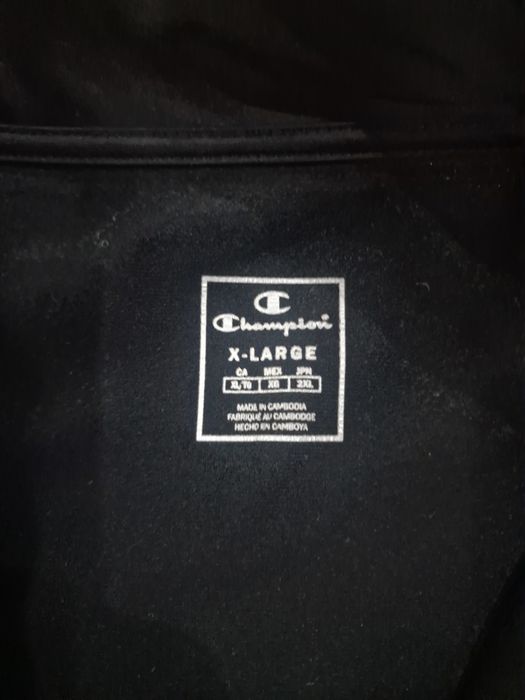 Champion
X-LARGE
CA MEX JPN
XL/TG XG 2XL
MADE IN CAMBODIA
FABRIQUÉ AU CAMBODGE
HECHO EN CAMBOYA